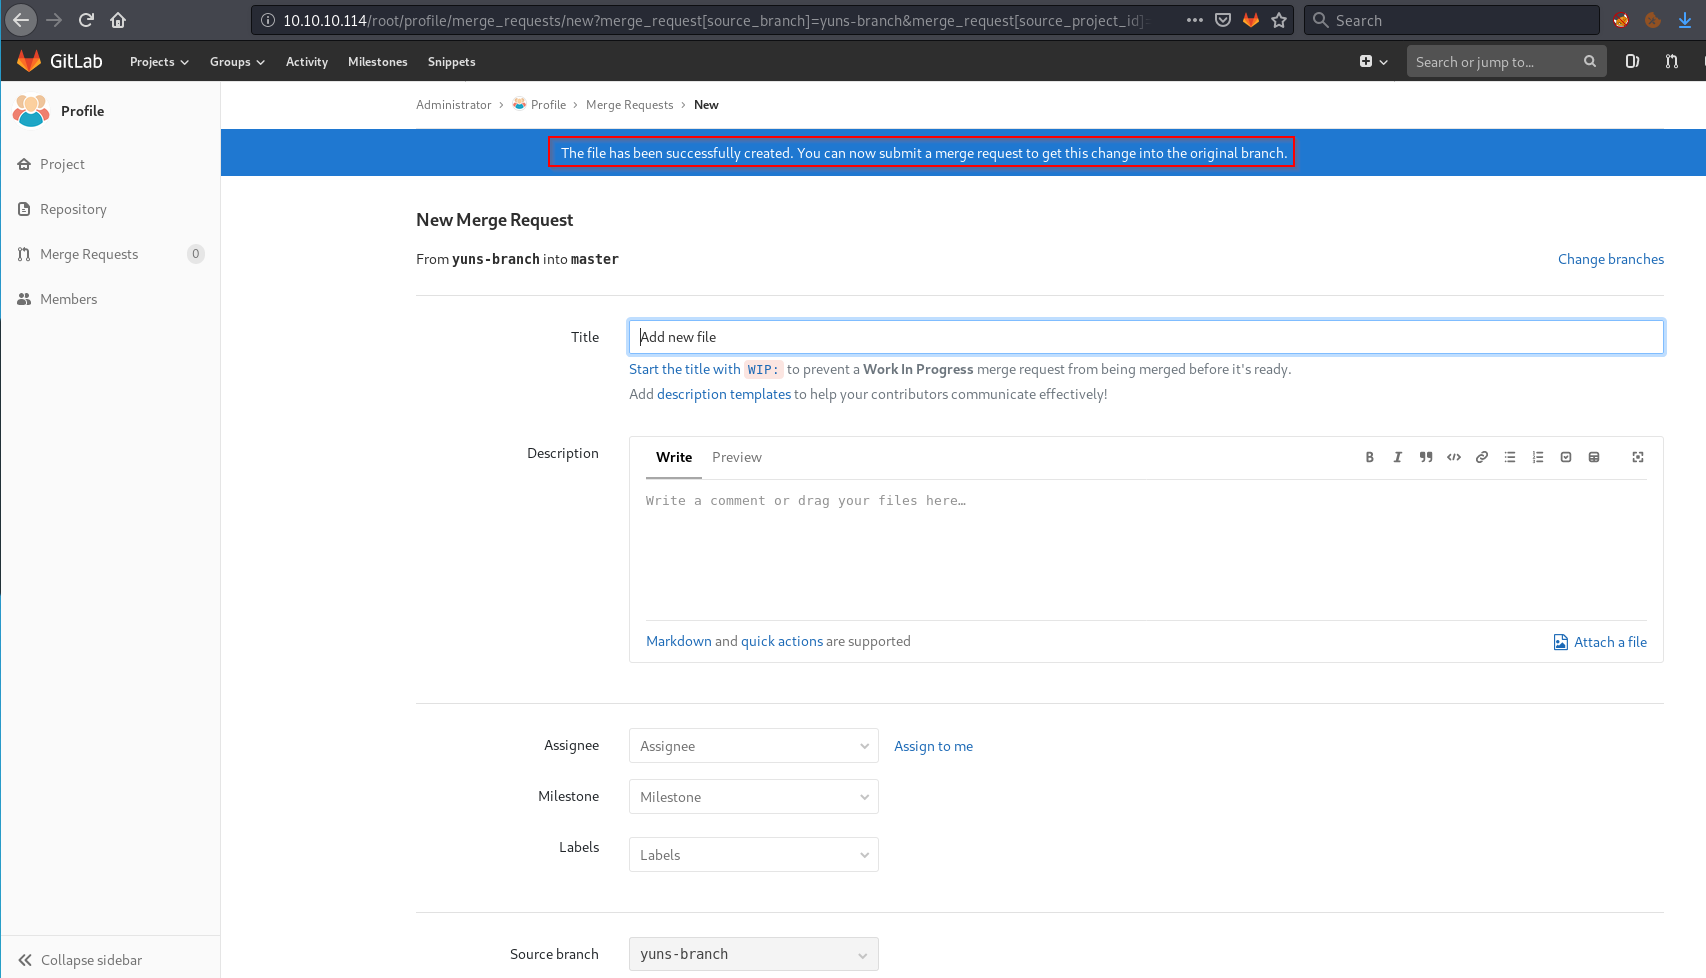 10.10.10.114/root/profile/merge_requests/new?merge_request[source_branch]=yuns-branch&merge_request[source_project_id]=
Search
GitLab Projects Groups Activity Milestones Snippets
Search or jump to...
Profile
Administrator › Profile › Merge Requests › New
The file has been successfully created. You can now submit a merge request to get this change into the original branch.
Project
Repository
Merge Requests 0
Members
New Merge Request
From yuns-branch into master
Change branches
Title
Add new file
Start the title with WIP: to prevent a Work In Progress merge request from being merged before it's ready.
Add description templates to help your contributors communicate effectively!
Description
Write Preview
Write a comment or drag your files here…
Markdown and quick actions are supported
Attach a file
Assignee
Assignee
Assign to me
Milestone
Milestone
Labels
Labels
Source branch
yuns-branch
Collapse sidebar